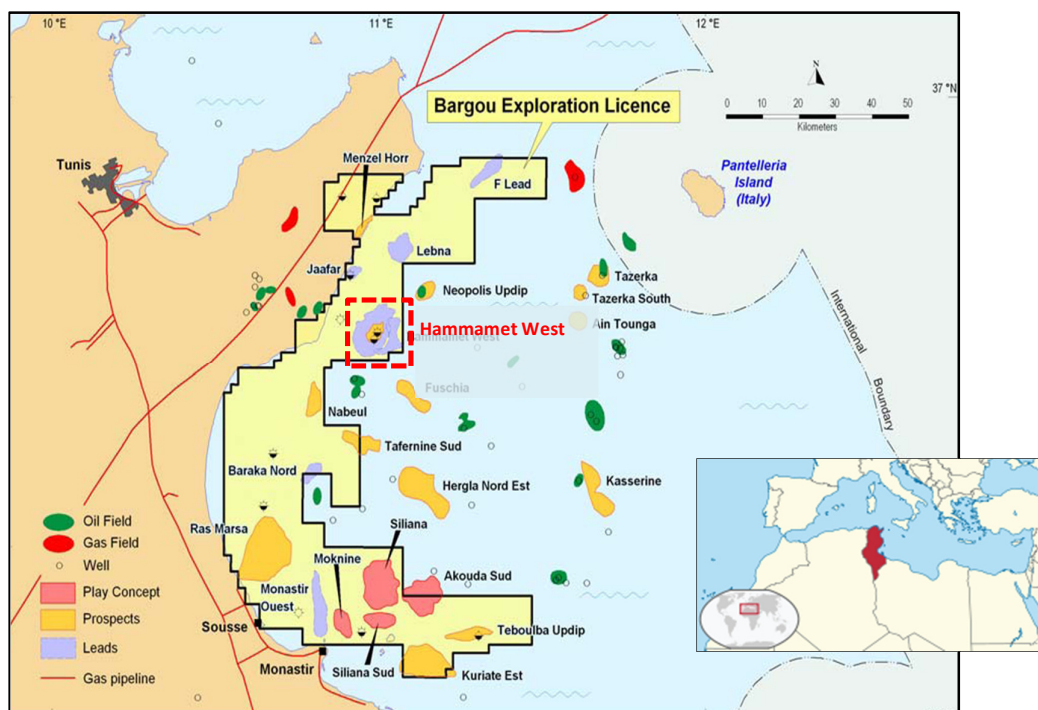 10 °E
11 °E
12 °E
N
37 °N
0 10 20 30 40 50
Kilometers
Bargou Exploration Licence
Tunis
Menzel Horr
F Lead
Pantelleria
Island
(Italy)
Lebna
Jaafar
Neopolis Updip
Tazerka
Tazerka South
Hammamet West
Hammamet West
Ain Tounga
International
Boundary
Fuschia
Nabeul
Tafernine Sud
Baraka Nord
Hergla Nord Est
Kasserine
Oil Field
Gas Field
Well
Play Concept
Prospects
Leads
Gas pipeline
Ras Marsa
Siliana
Moknine
Akouda Sud
Monastir
Ouest
Sousse
Teboulba Updip
Monastir
Siliana Sud
Kuriate Est